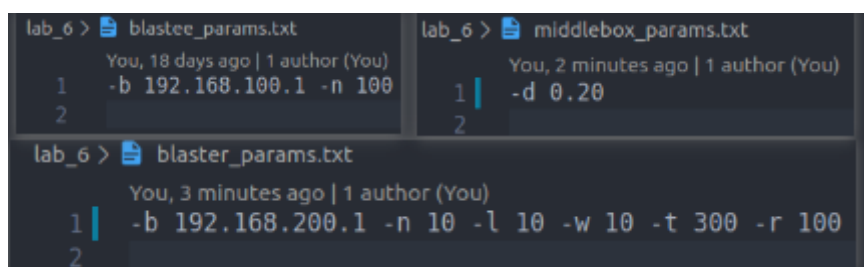 lab_6 > blastee_params.txt
You, 18 days ago | 1 author (You)
1 -b 192.168.100.1 -n 100
2
lab_6 > middlebox_params.txt
You, 2 minutes ago | 1 author (You)
1 -d 0.20
2
lab_6 > blaster_params.txt
You, 3 minutes ago | 1 author (You)
1 -b 192.168.200.1 -n 10 -l 10 -w 10 -t 300 -r 100
2